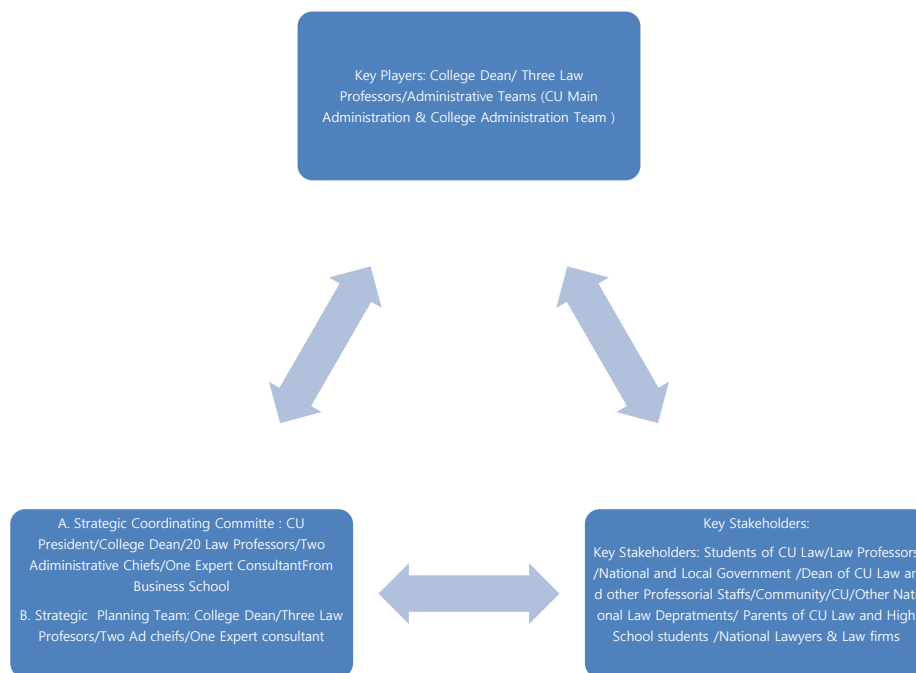 Key Players: College Dean/ Three Law
Professors/Administrative Teams (CU Main
Administration & College Administration Team )
A. Strategic Coordinating Committe : CU
President/College Dean/20 Law Professors/Two
Adiministrative Chiefs/One Expert ConsultantFrom
Business School
B. Strategic Planning Team: College Dean/Three Law
Profesors/Two Ad cheifs/One Expert consultant
Key Stakeholders:
Key Stakeholders: Students of CU Law/Law Professors
/National and Local Government /Dean of CU Law an
d other Professorial Staffs/Community/CU/Other Nati
onal Law Depratments/ Parents of CU Law and High
School students /National Lawyers & Law firms